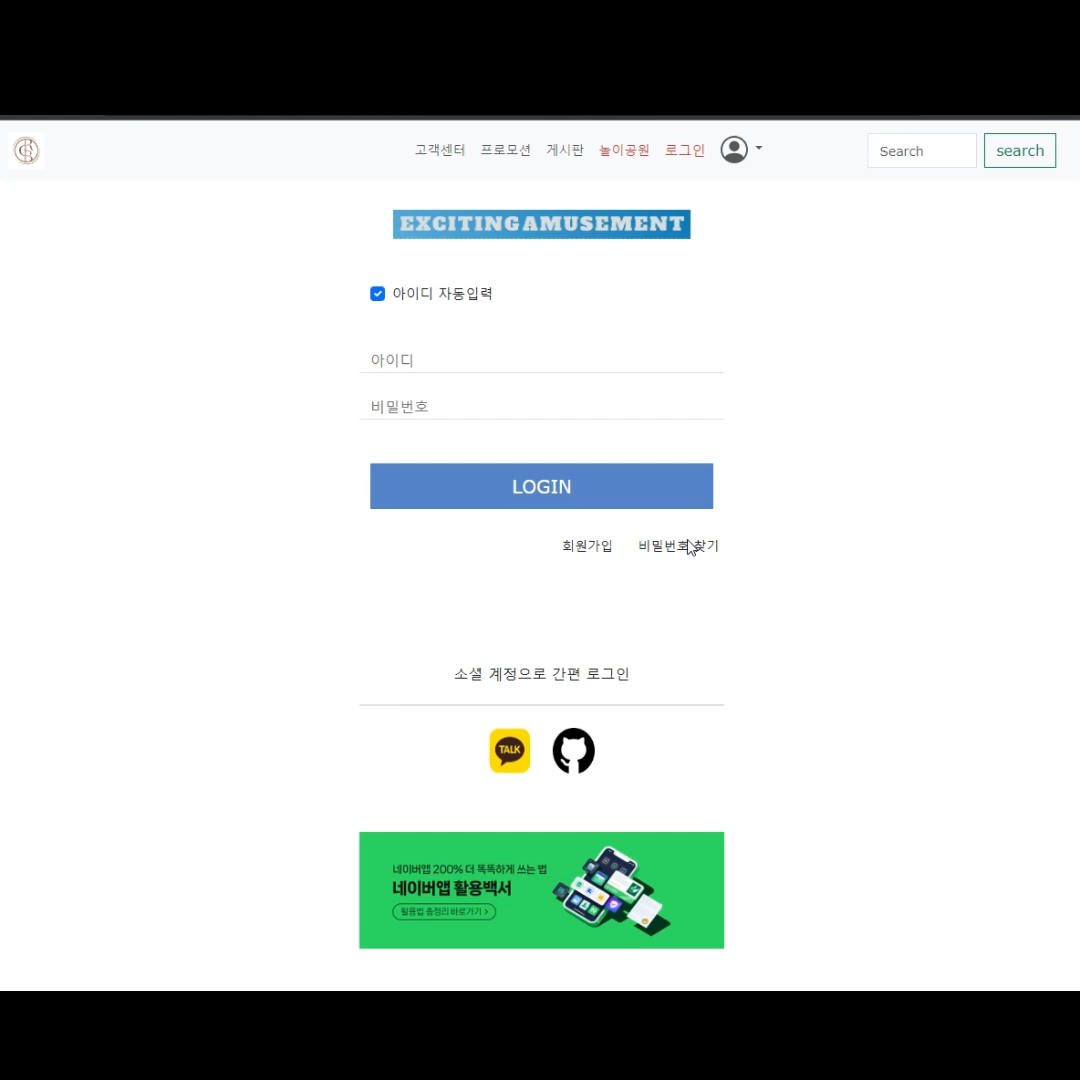 고객센터 프로모션 게시판 놀이공원 로그인 Search search
EXCITING AMUSEMENT
아이디 자동입력
아이디
비밀번호
LOGIN
회원가입 비밀번호 찾기
소셜 계정으로 간편 로그인
TALK
네이버앱 200% 더 똑똑하게 쓰는 법
네이버앱 활용백서
활용법 총정리 바로가기 >